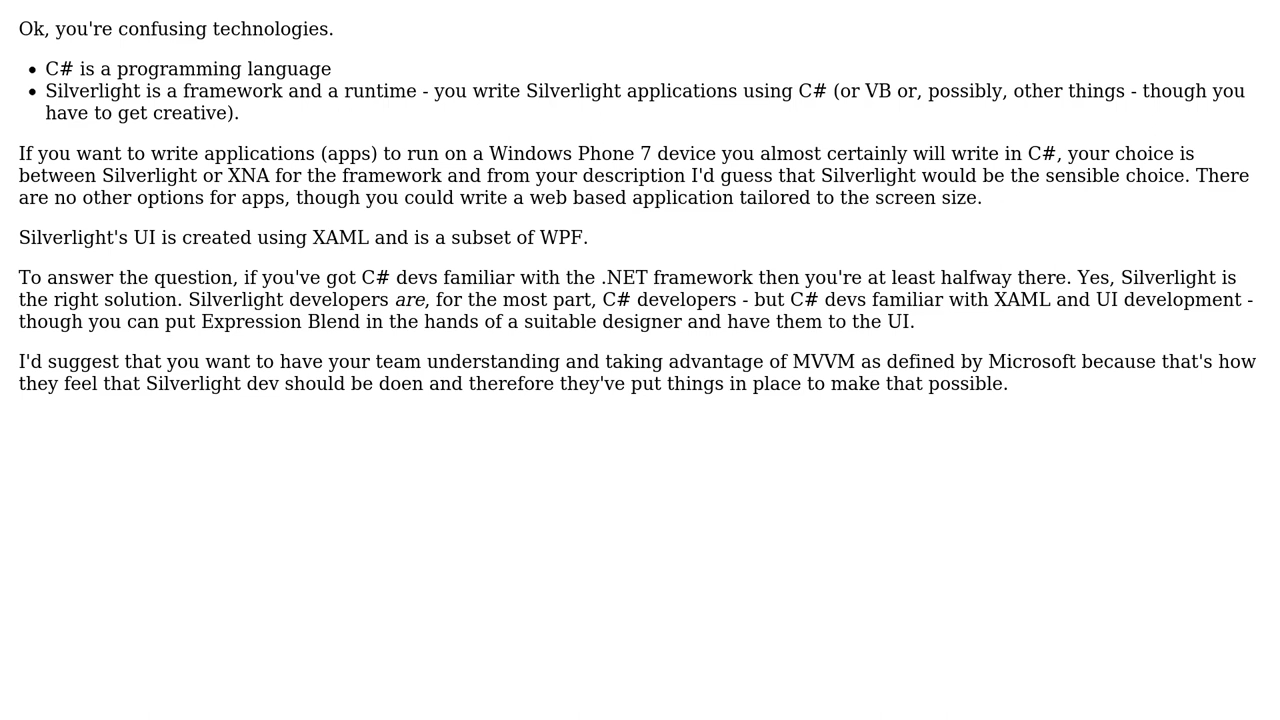 Ok, you're confusing technologies.
• C# is a programming language
• Silverlight is a framework and a runtime - you write Silverlight applications using C# (or VB or, possibly, other things - though you
have to get creative).
If you want to write applications (apps) to run on a Windows Phone 7 device you almost certainly will write in C#, your choice is
between Silverlight or XNA for the framework and from your description I'd guess that Silverlight would be the sensible choice. There
are no other options for apps, though you could write a web based application tailored to the screen size.
Silverlight's UI is created using XAML and is a subset of WPF.
To answer the question, if you've got C# devs familiar with the .NET framework then you're at least halfway there. Yes, Silverlight is
the right solution. Silverlight developers are, for the most part, C# developers - but C# devs familiar with XAML and UI development -
though you can put Expression Blend in the hands of a suitable designer and have them to the UI.
I'd suggest that you want to have your team understanding and taking advantage of MVVM as defined by Microsoft because that's how
they feel that Silverlight dev should be doen and therefore they've put things in place to make that possible.